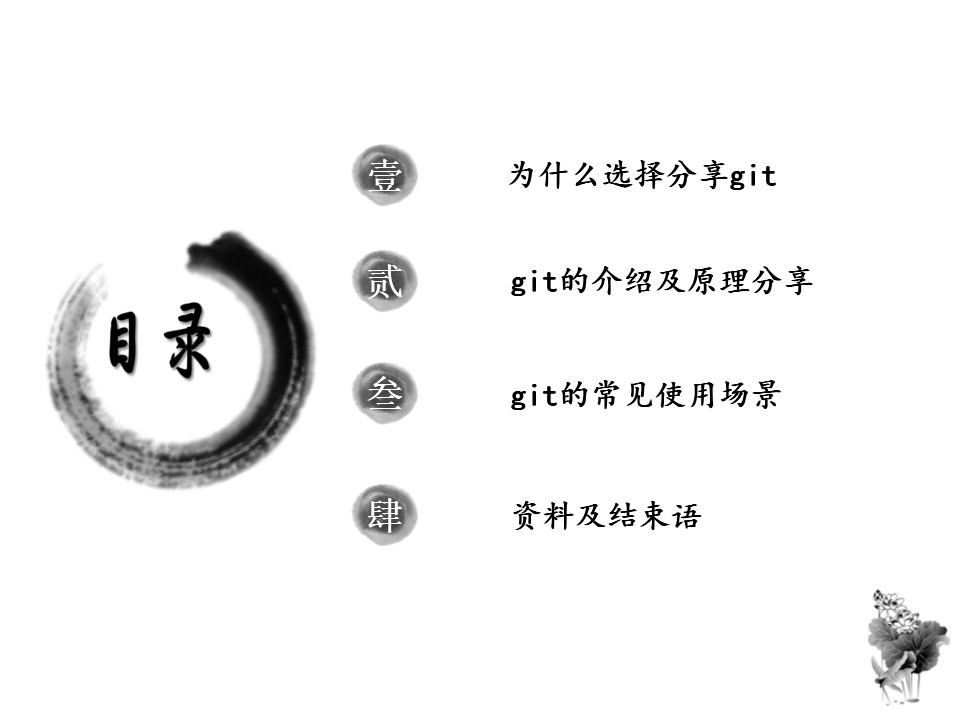 目录
壹 为什么选择分享git
贰 git的介绍及原理分享
叁 git的常见使用场景
肆 资料及结束语